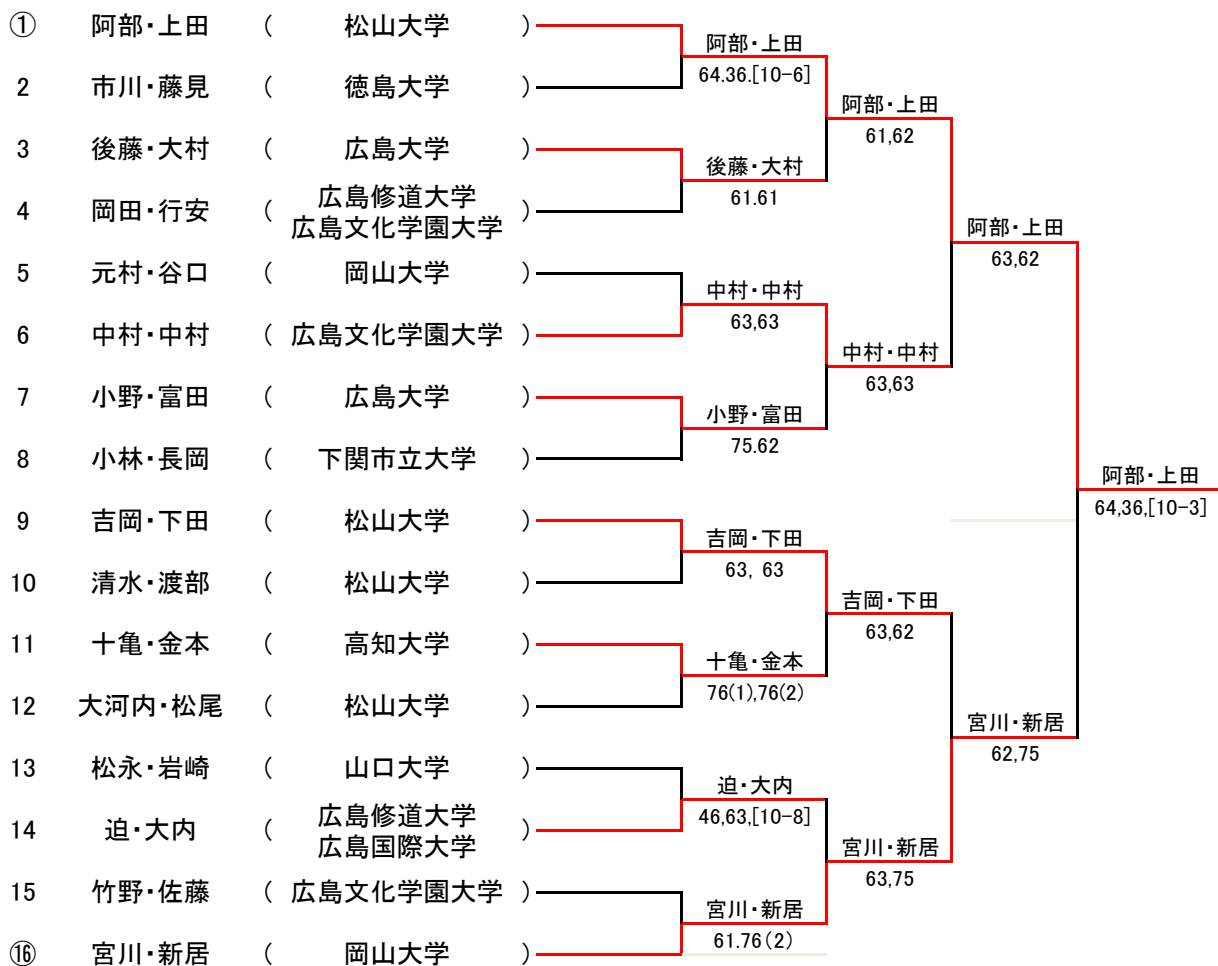 ① 阿部・上田 ( 松山大学 )
阿部・上田
64.36.[10-6]
2 市川・藤見 ( 徳島大学 )
阿部・上田
61,62
3 後藤・大村 ( 広島大学 )
後藤・大村
61.61
4 岡田・行安 ( 広島修道大学
広島文化学園大学 )
阿部・上田
63,62
5 元村・谷口 ( 岡山大学 )
中村・中村
63,63
6 中村・中村 ( 広島文化学園大学 )
中村・中村
63,63
7 小野・富田 ( 広島大学 )
小野・富田
75.62
8 小林・長岡 ( 下関市立大学 )
阿部・上田
64,36,[10-3]
9 吉岡・下田 ( 松山大学 )
吉岡・下田
63, 63
10 清水・渡部 ( 松山大学 )
吉岡・下田
63,62
11 十亀・金本 ( 高知大学 )
十亀・金本
76(1),76(2)
12 大河内・松尾 ( 松山大学 )
宮川・新居
62,75
13 松永・岩崎 ( 山口大学 )
迫・大内
46,63,[10-8]
14 迫・大内 ( 広島修道大学
広島国際大学 )
宮川・新居
63,75
15 竹野・佐藤 ( 広島文化学園大学 )
宮川・新居
61.76(2)
⑯ 宮川・新居 ( 岡山大学 )